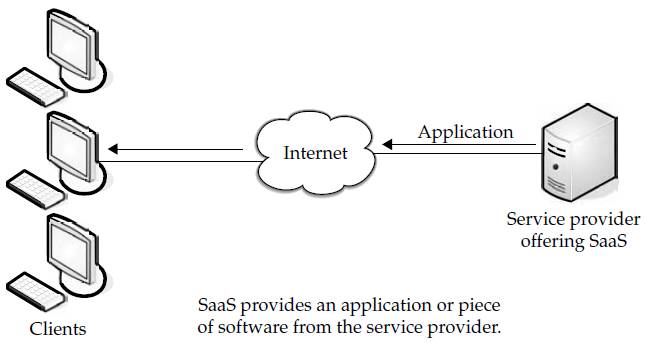 Application
Internet
Service provider
offering SaaS
SaaS provides an application or piece
of software from the service provider.
Clients